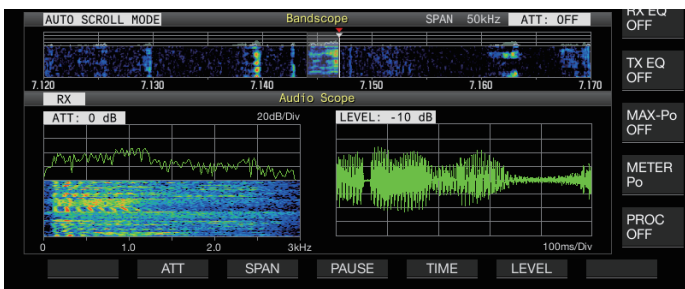 AUTO SCROLL MODE Bandscope SPAN 50kHz ATT: OFF
7.120 7.130 7.140 7.150 7.160 7.170
RX Audio Scope
ATT: 0 dB 20dB/Div LEVEL: -10 dB
0 1.0 2.0 3kHz 100ms/Div
ATT SPAN PAUSE TIME LEVEL
RX EQ
OFF
TX EQ
OFF
MAX-Po
OFF
METER
Po
PROC
OFF